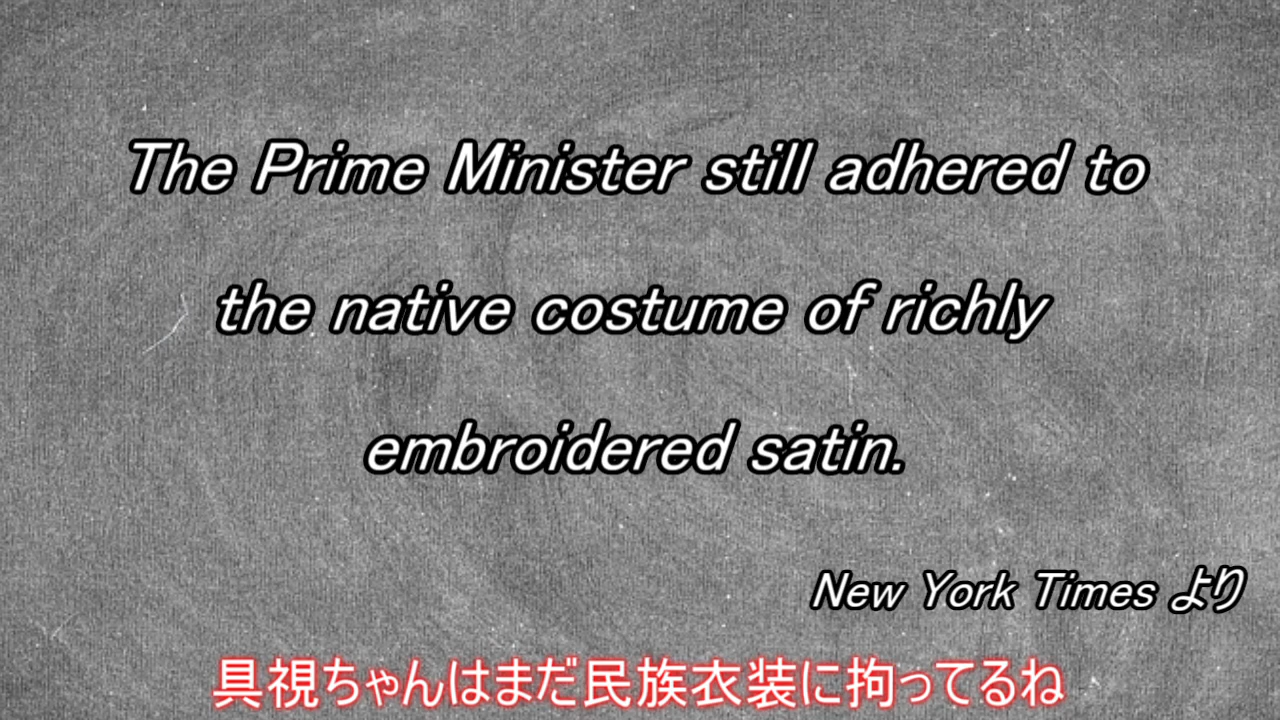 The Prime Minister still adhered to
the native costume of richly
embroidered satin.
New York Times より
具視ちゃんはまだ民族衣装に拘ってるね